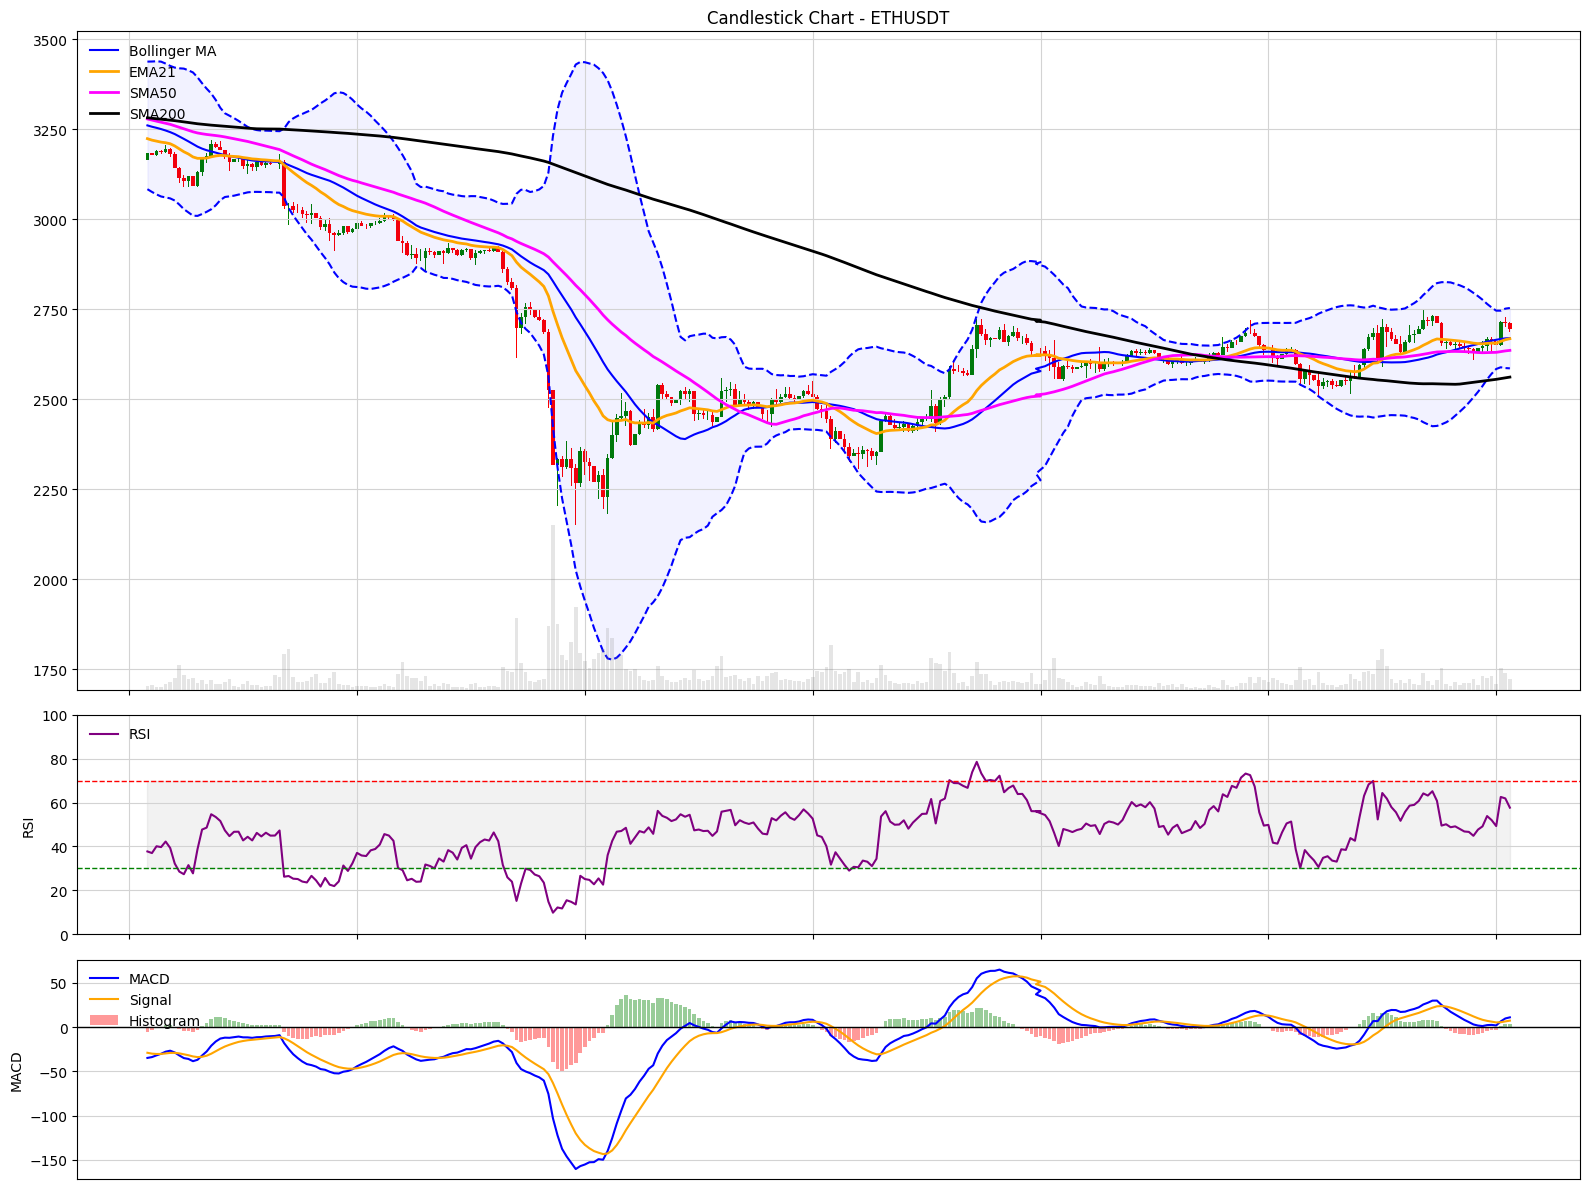 Candlestick Chart - ETHUSDT
3500
3250
3000
2750
2500
2250
2000
1750
Bollinger MA
EMA21
SMA50
SMA200
100
80
60
40
20
0
RSI
RSI
50
0
−50
−100
−150
MACD
MACD
Signal
Histogram